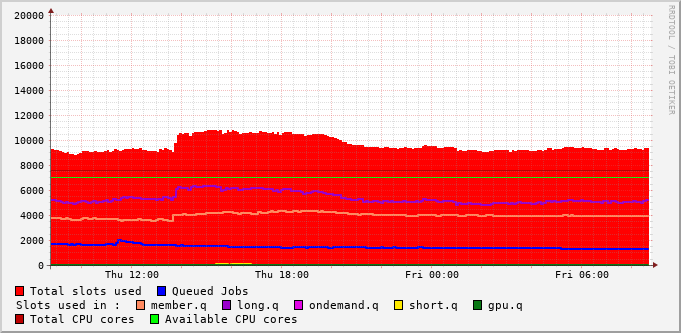 20000
18000
16000
14000
12000
10000
8000
6000
4000
2000
0
Thu 12:00 Thu 18:00 Fri 00:00 Fri 06:00
RRDTOOL / TOBI OETIKER
Total slots used Queued Jobs
Slots used in : member.q long.q ondemand.q short.q gpu.q
Total CPU cores Available CPU cores